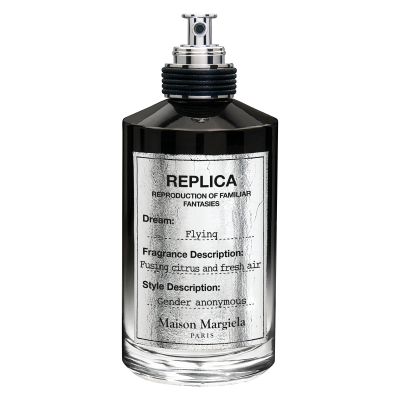 REPLICA
REPRODUCTION OF FAMILIAR
FANTASIES
Dream:
Flying
Fragrance Description:
Fusing citrus and fresh air
Style Description:
Gender anonymous
Maison Margiela
PARIS